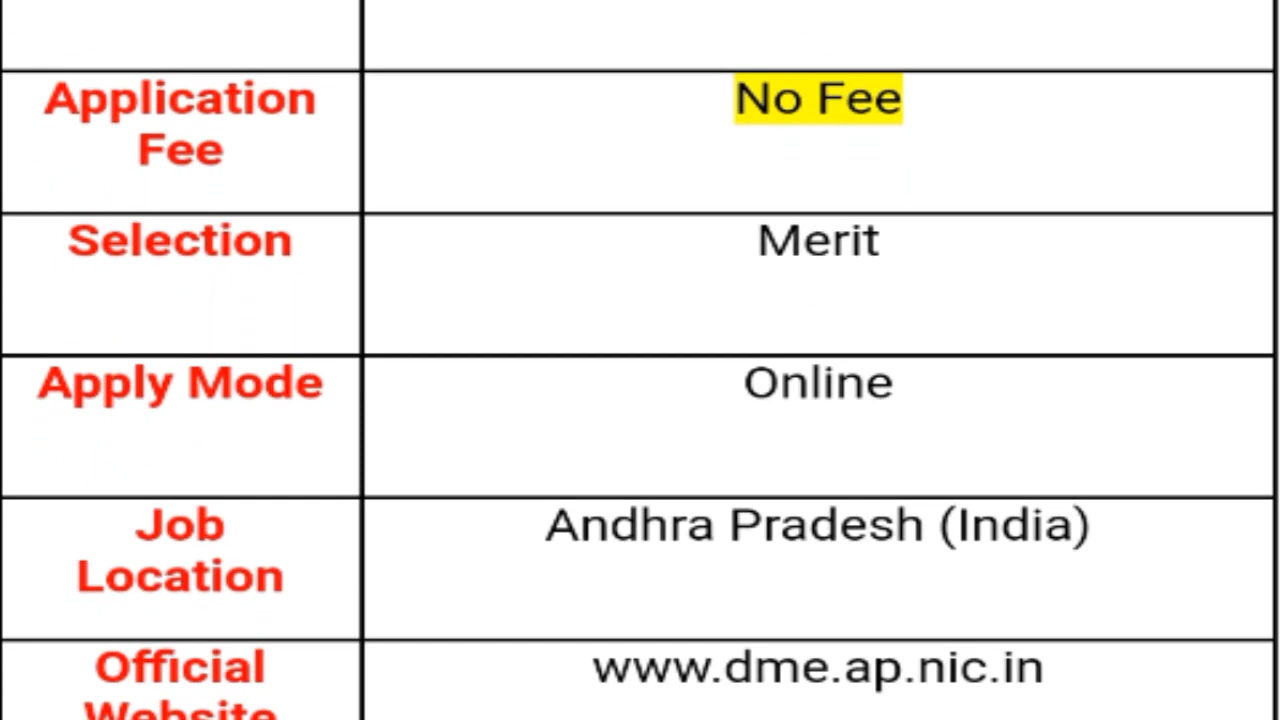 Application
Fee
No Fee
Selection
Merit
Apply Mode
Online
Job
Location
Andhra Pradesh (India)
Official
Website
www.dme.ap.nic.in